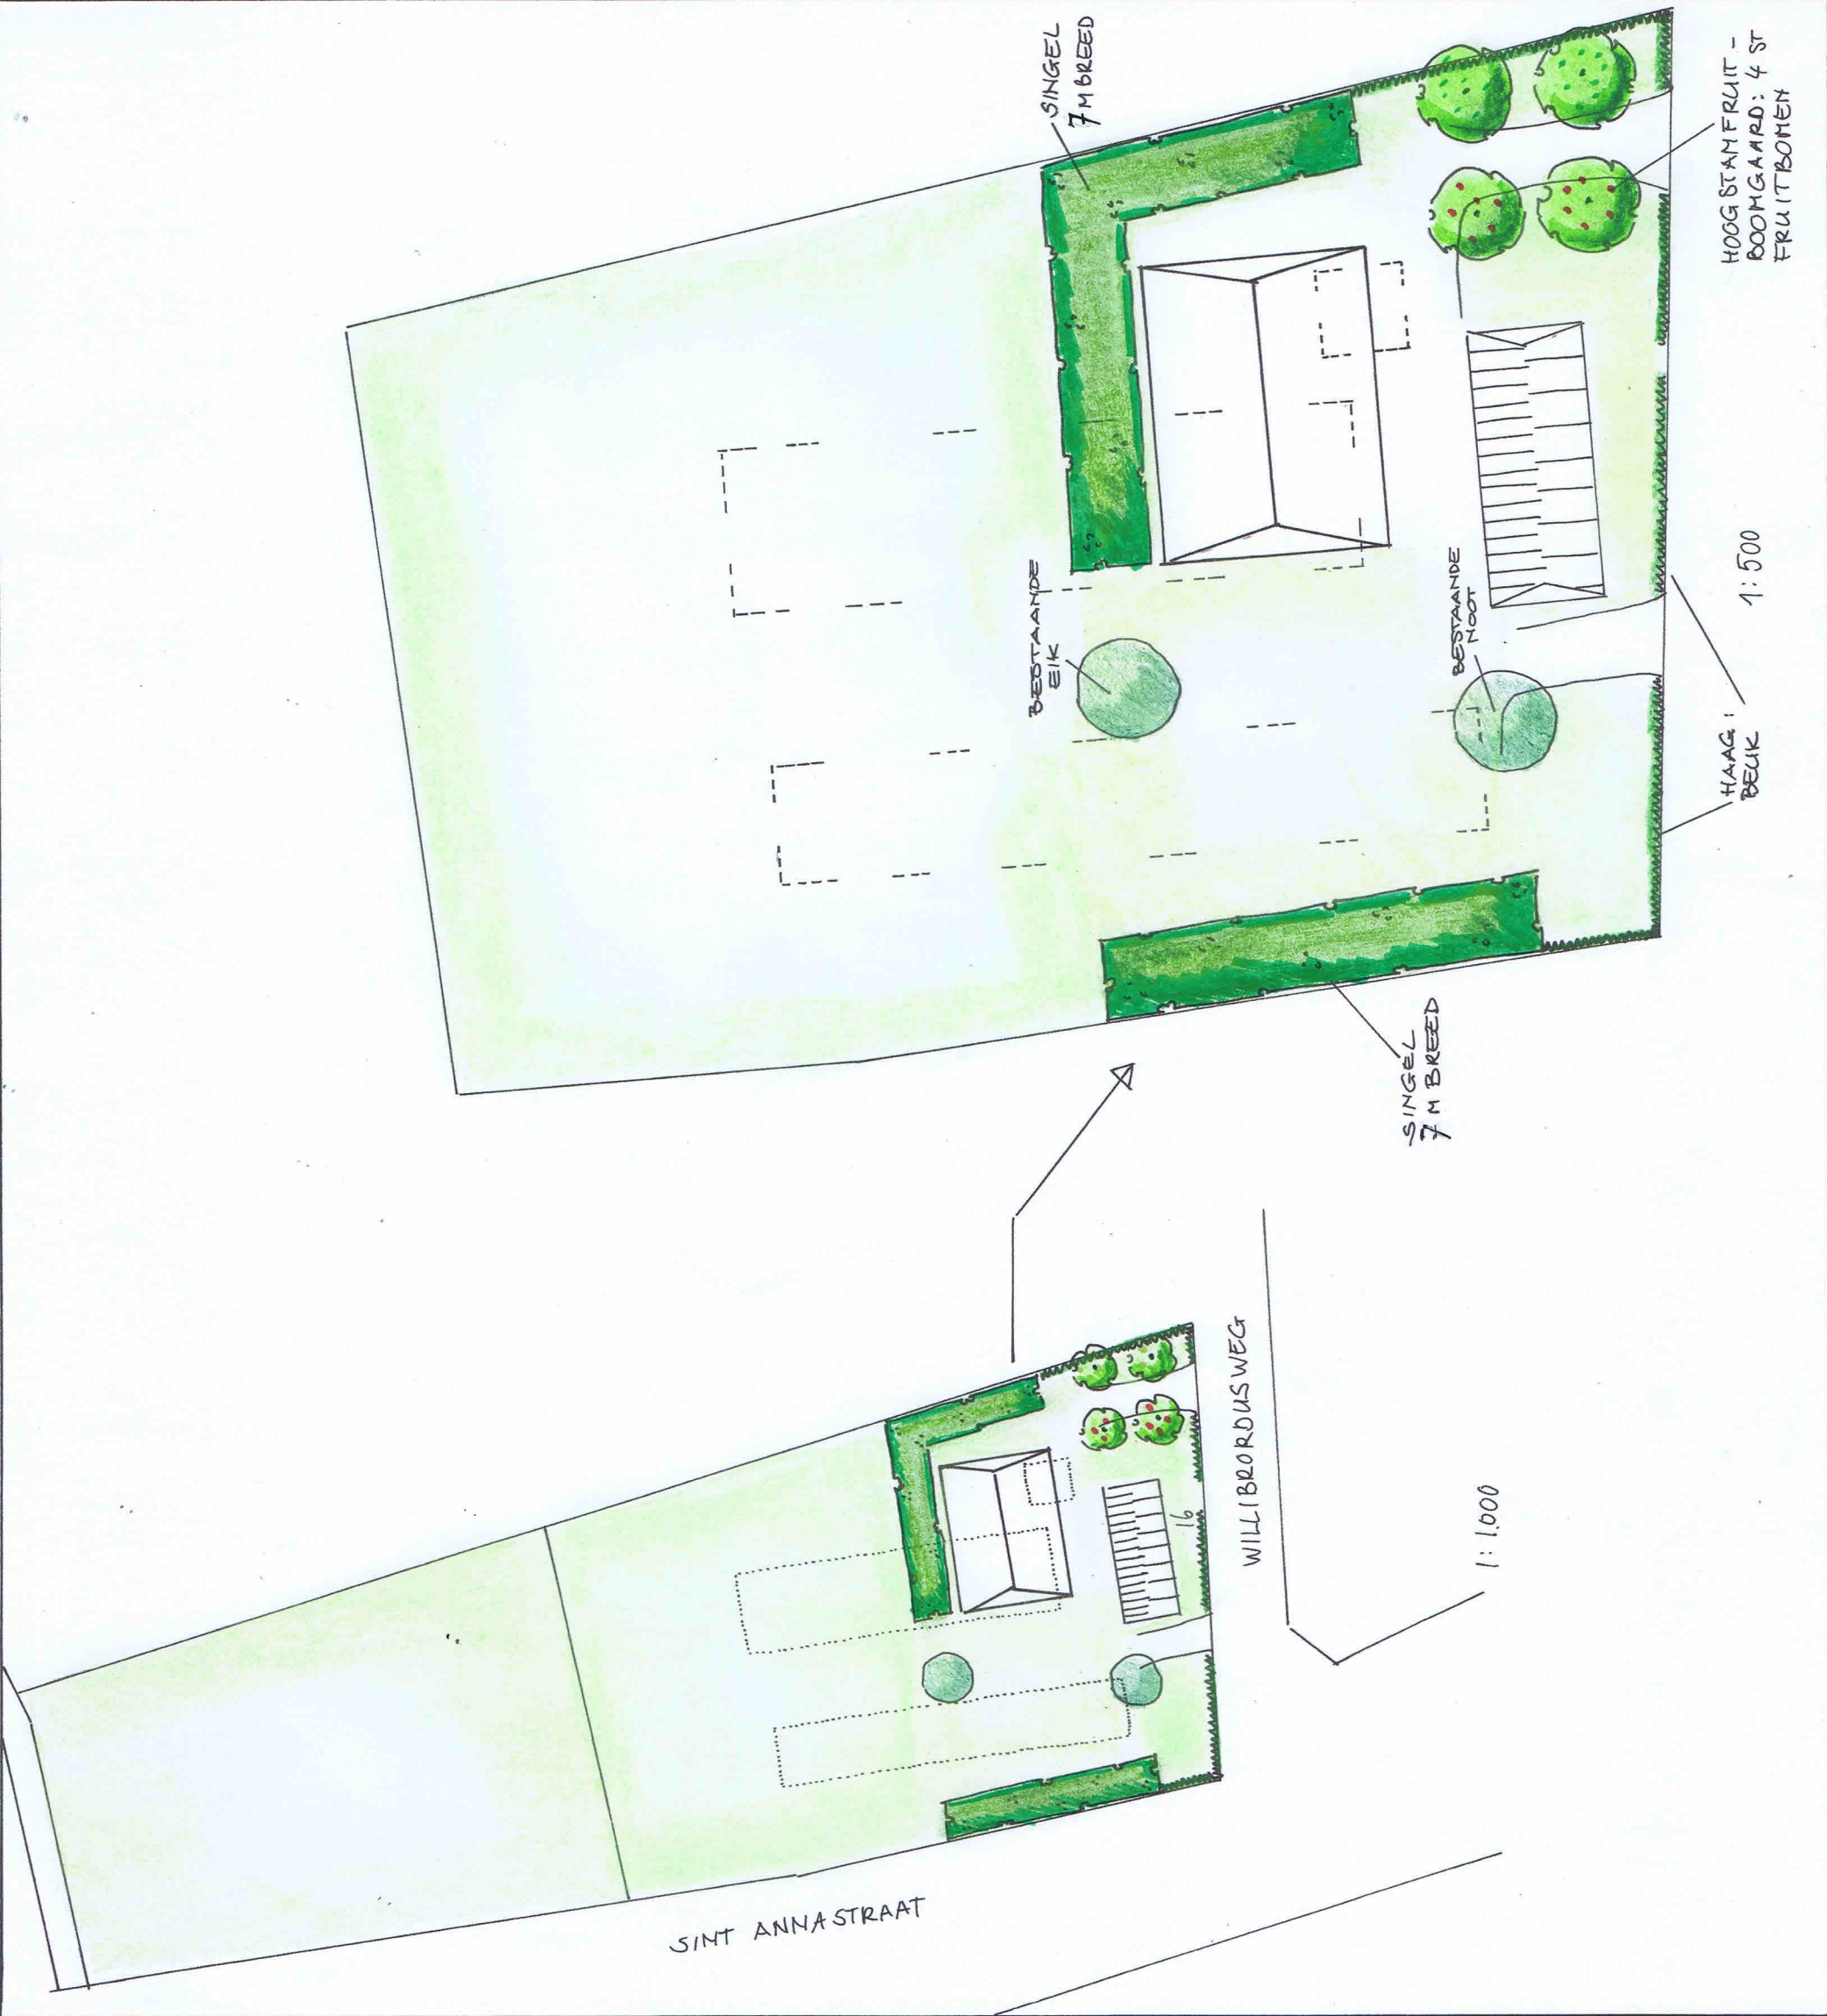 SINGEL
7 M BREED
HOOGSTAMFRUIT-
BOOMGAARD: 4 ST
FRUITBOMEN
BESTAANDE
EIK
BESTAANDE
NOOT
1:500
HAAG:
BEUK
SINGEL
7 M BREED
WILLIBRORDUSWEG
16
1:1.000
SINT ANNASTRAAT